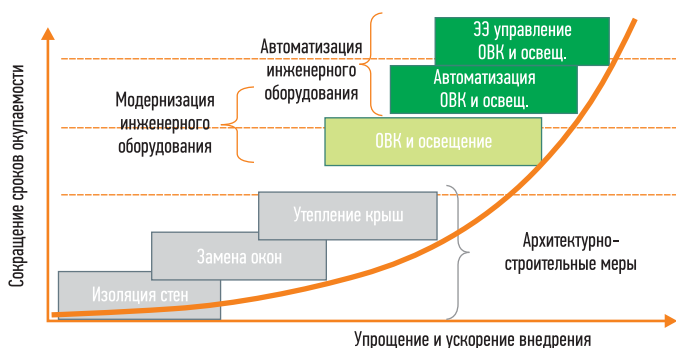 Сокращение сроков окупаемости
Автоматизация
инженерного
оборудования
ЭЭ управление
ОВК и освещ.
Автоматизация
ОВК и освещ.
Модернизация
инженерного
оборудования
ОВК и освещение
Утепление крыш
Замена окон
Изоляция стен
Архитектурно-
строительные меры
Упрощение и ускорение внедрения